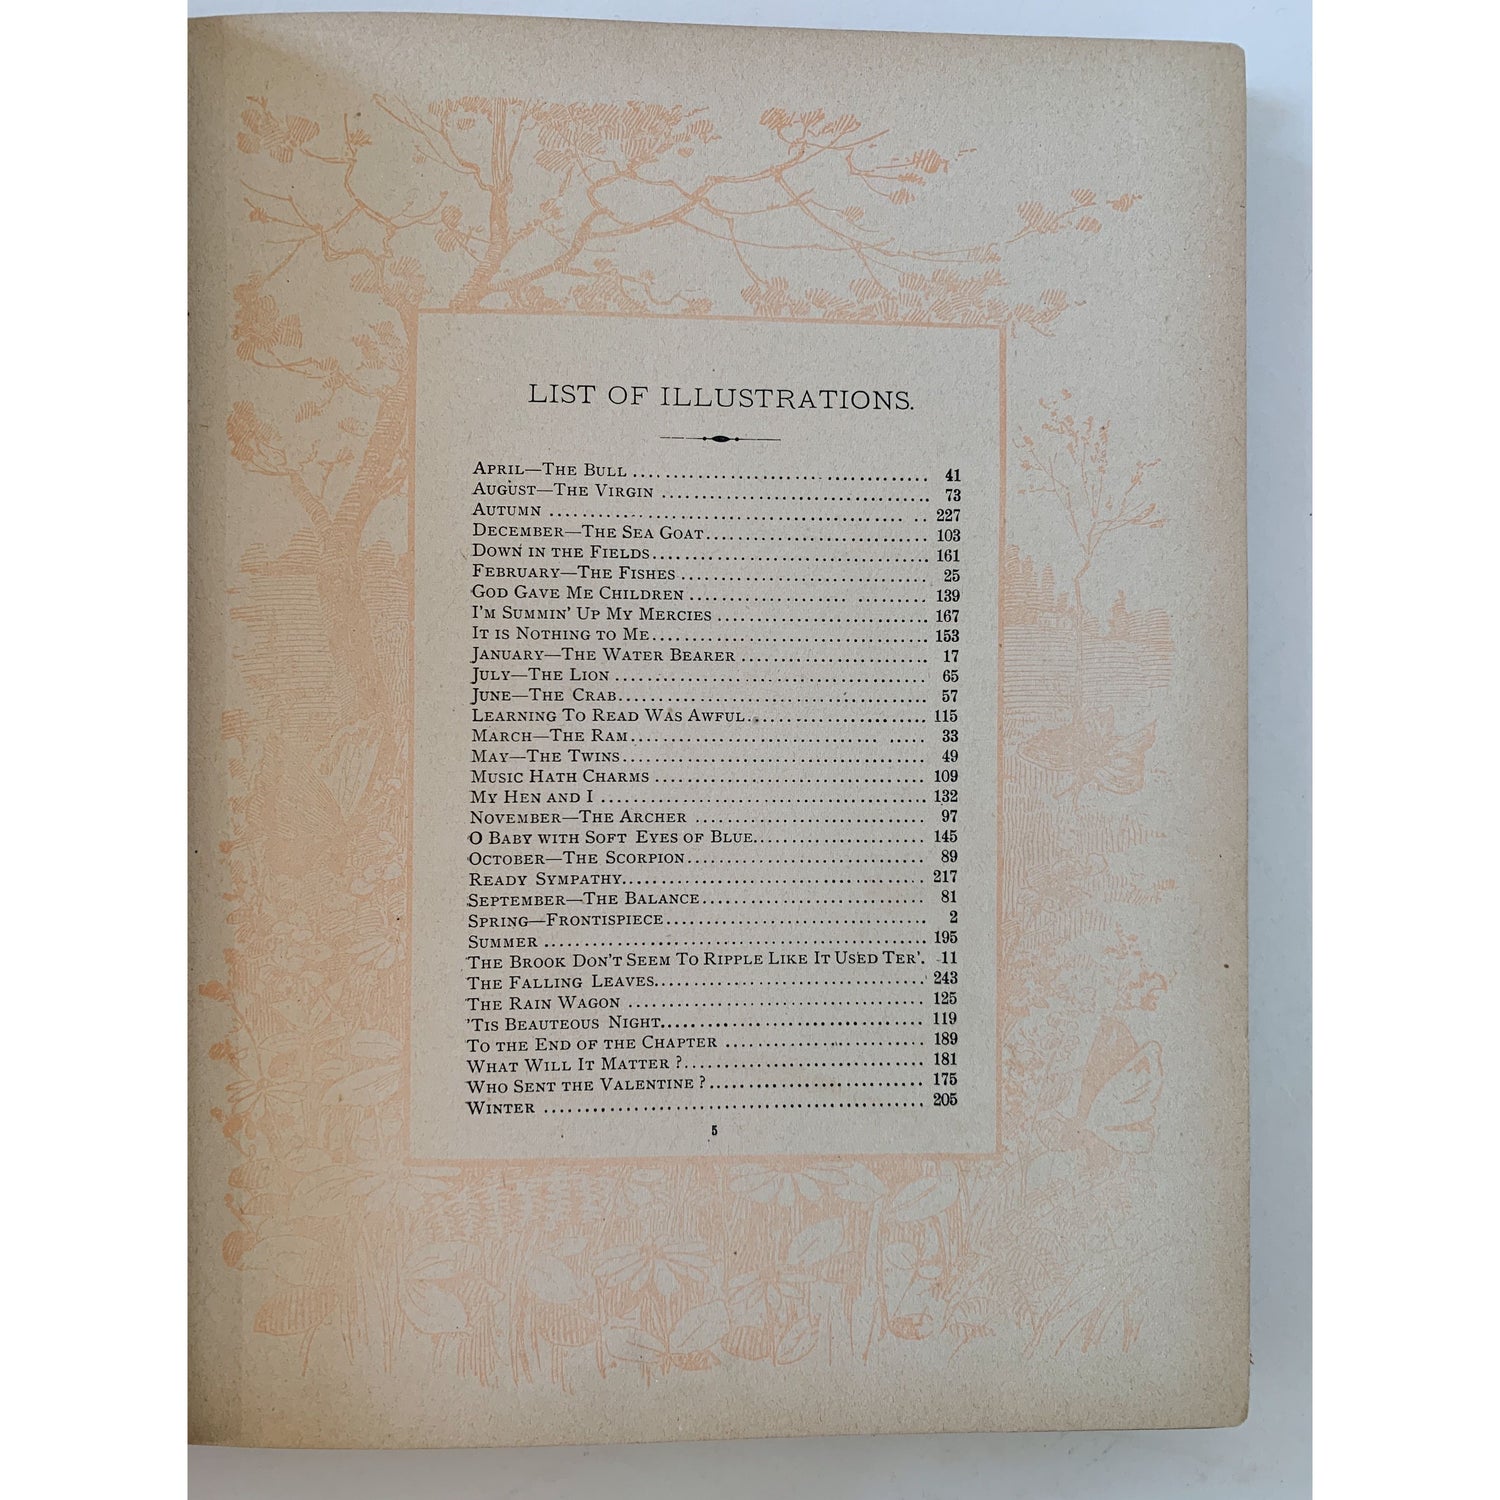 LIST OF ILLUSTRATIONS.
APRIL—THE BULL ........................................ 41
AUGUST—THE VIRGIN ........................................ 73
AUTUMN ........................................ 227
DECEMBER—THE SEA GOAT........................................ 103
DOWN IN THE FIELDS........................................ 161
FEBRUARY—THE FISHES ........................................ 25
GOD GAVE ME CHILDREN ........................................ 139
I'M SUMMIN' UP MY MERCIES ........................................ 167
IT IS NOTHING TO ME........................................ 153
JANUARY—THE WATER BEARER ........................................ 17
JULY—THE LION ........................................ 65
JUNE—THE CRAB........................................ 57
LEARNING TO READ WAS AWFUL........................................ 115
MARCH—THE RAM........................................ 33
MAY—THE TWINS........................................ 49
MUSIC HATH CHARMS ........................................ 109
MY HEN AND I ........................................ 132
NOVEMBER—THE ARCHER ........................................ 97
O BABY WITH SOFT EYES OF BLUE........................................ 145
OCTOBER—THE SCORPION........................................ 89
READY SYMPATHY........................................ 217
SEPTEMBER—THE BALANCE........................................ 81
SPRING—FRONTISPIECE........................................ 2
SUMMER ........................................ 195
THE BROOK DON'T SEEM TO RIPPLE LIKE IT USED TER'. 11
THE FALLING LEAVES........................................ 243
THE RAIN WAGON ........................................ 125
'TIS BEAUTEOUS NIGHT........................................ 119
TO THE END OF THE CHAPTER ........................................ 189
WHAT WILL IT MATTER ?........................................ 181
WHO SENT THE VALENTINE ?........................................ 175
WINTER ........................................ 205
5